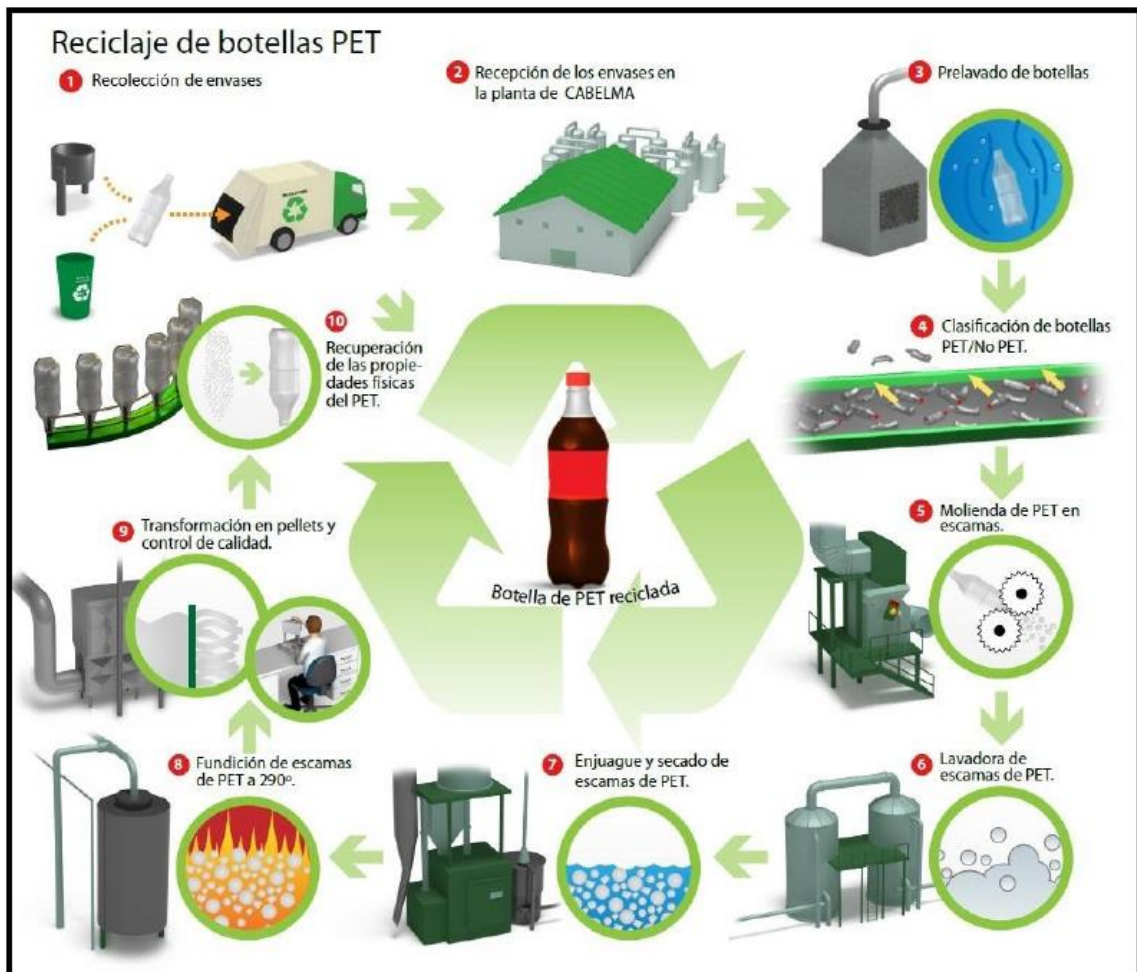 Reciclaje de botellas PET
1 Recolección de envases
2 Recepción de los envases en
la planta de CABELMA
3 Prelavado de botellas
4 Clasificación de botellas
PET/No PET.
5 Molienda de PET en
escamas.
6 Lavadora de
escamas de PET.
7 Enjuague y secado de
escamas de PET.
8 Fundición de escamas
de PET a 290º.
9 Transformación en pellets y
control de calidad.
10
Recuperación
de las propie-
dades físicas
del PET.
Botella de PET reciclada